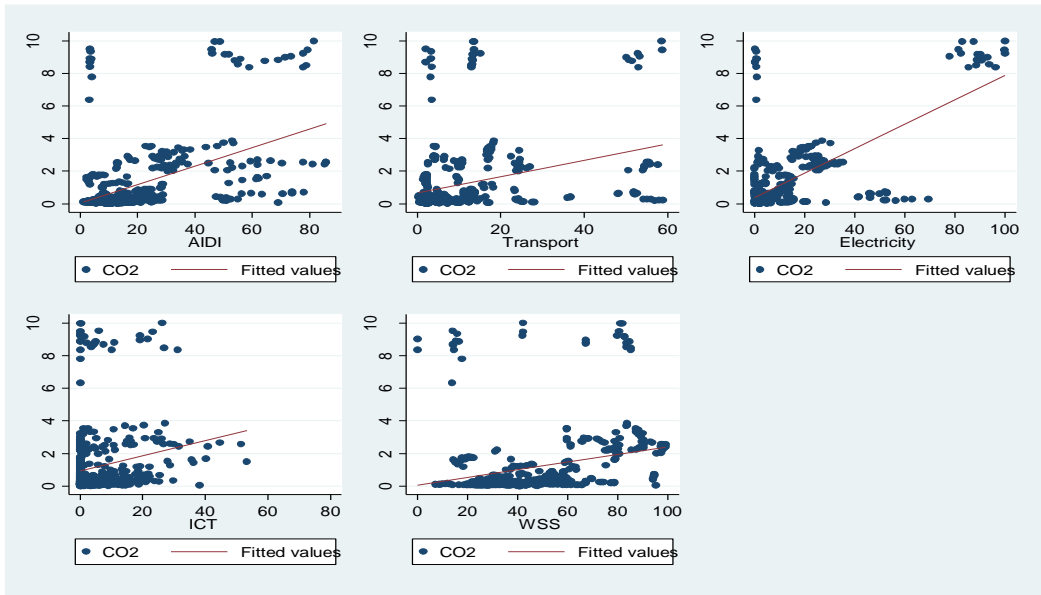 0 2 4 6 8 10
0 20 40 60 80
AIDI
CO2 Fitted values
0 2 4 6 8 10
0 20 40 60
Transport
CO2 Fitted values
0 2 4 6 8 10
0 20 40 60 80 100
Electricity
CO2 Fitted values
0 2 4 6 8 10
0 20 40 60 80
ICT
CO2 Fitted values
0 2 4 6 8 10
0 20 40 60 80 100
WSS
CO2 Fitted values